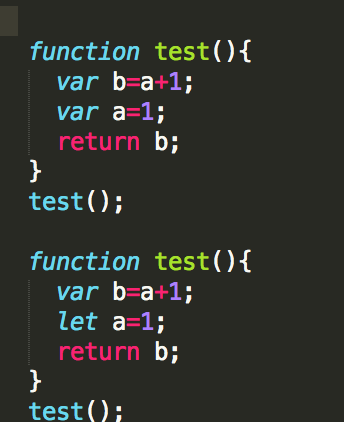 function test(){
  var b=a+1;
  var a=1;
  return b;
}
test();

function test(){
  var b=a+1;
  let a=1;
  return b;
}
test();